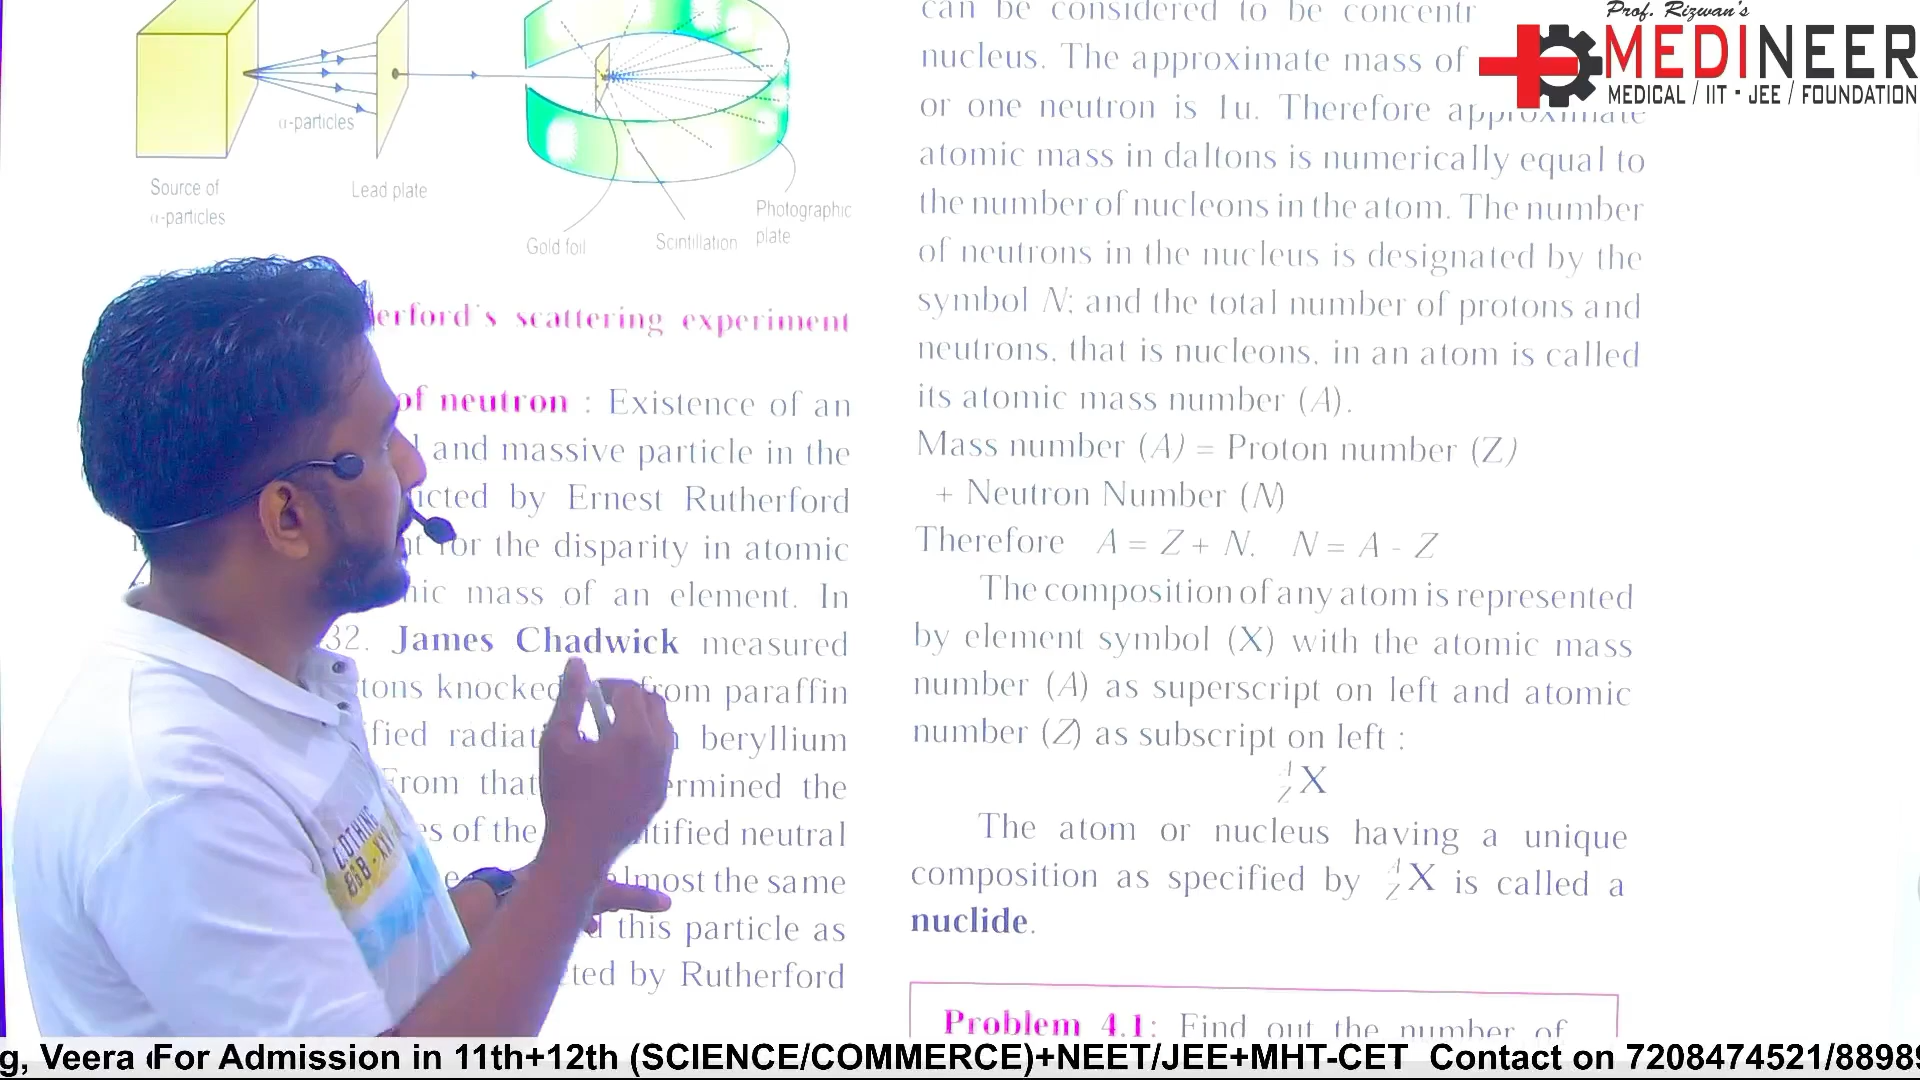 α-particles
Source of
α-particles
Lead plate
Gold foil
Scintillation
Photographic
plate
erford's scattering experiment
of neutron : Existence of an
and massive particle in the
icted by Ernest Rutherford
for the disparity in atomic
mass of an element. In
32. James Chadwick measured
tons knocked from paraffin
fied radiat beryllium
From that ermined the
es of the tified neutral
almost the same
this particle as
ted by Rutherford
can be considered to be concentr
nucleus. The approximate mass of
or one neutron is 1u. Therefore approximate
atomic mass in daltons is numerically equal to
the number of nucleons in the atom. The number
of neutrons in the nucleus is designated by the
symbol N; and the total number of protons and
neutrons, that is nucleons, in an atom is called
its atomic mass number (A).
Mass number (A) = Proton number (Z)
+ Neutron Number (N)
Therefore A = Z + N. N = A - Z
The composition of any atom is represented
by element symbol (X) with the atomic mass
number (A) as superscript on left and atomic
number (Z) as subscript on left :
A Z X
The atom or nucleus having a unique
composition as specified by A Z X is called a
nuclide.
Problem 4.1: Find out the number of
Prof. Rizwan's
MEDINEER
MEDICAL / IIT - JEE / FOUNDATION
COTHING
g, Veera For Admission in 11th+12th (SCIENCE/COMMERCE)+NEET/JEE+MHT-CET Contact on 7208474521/8898